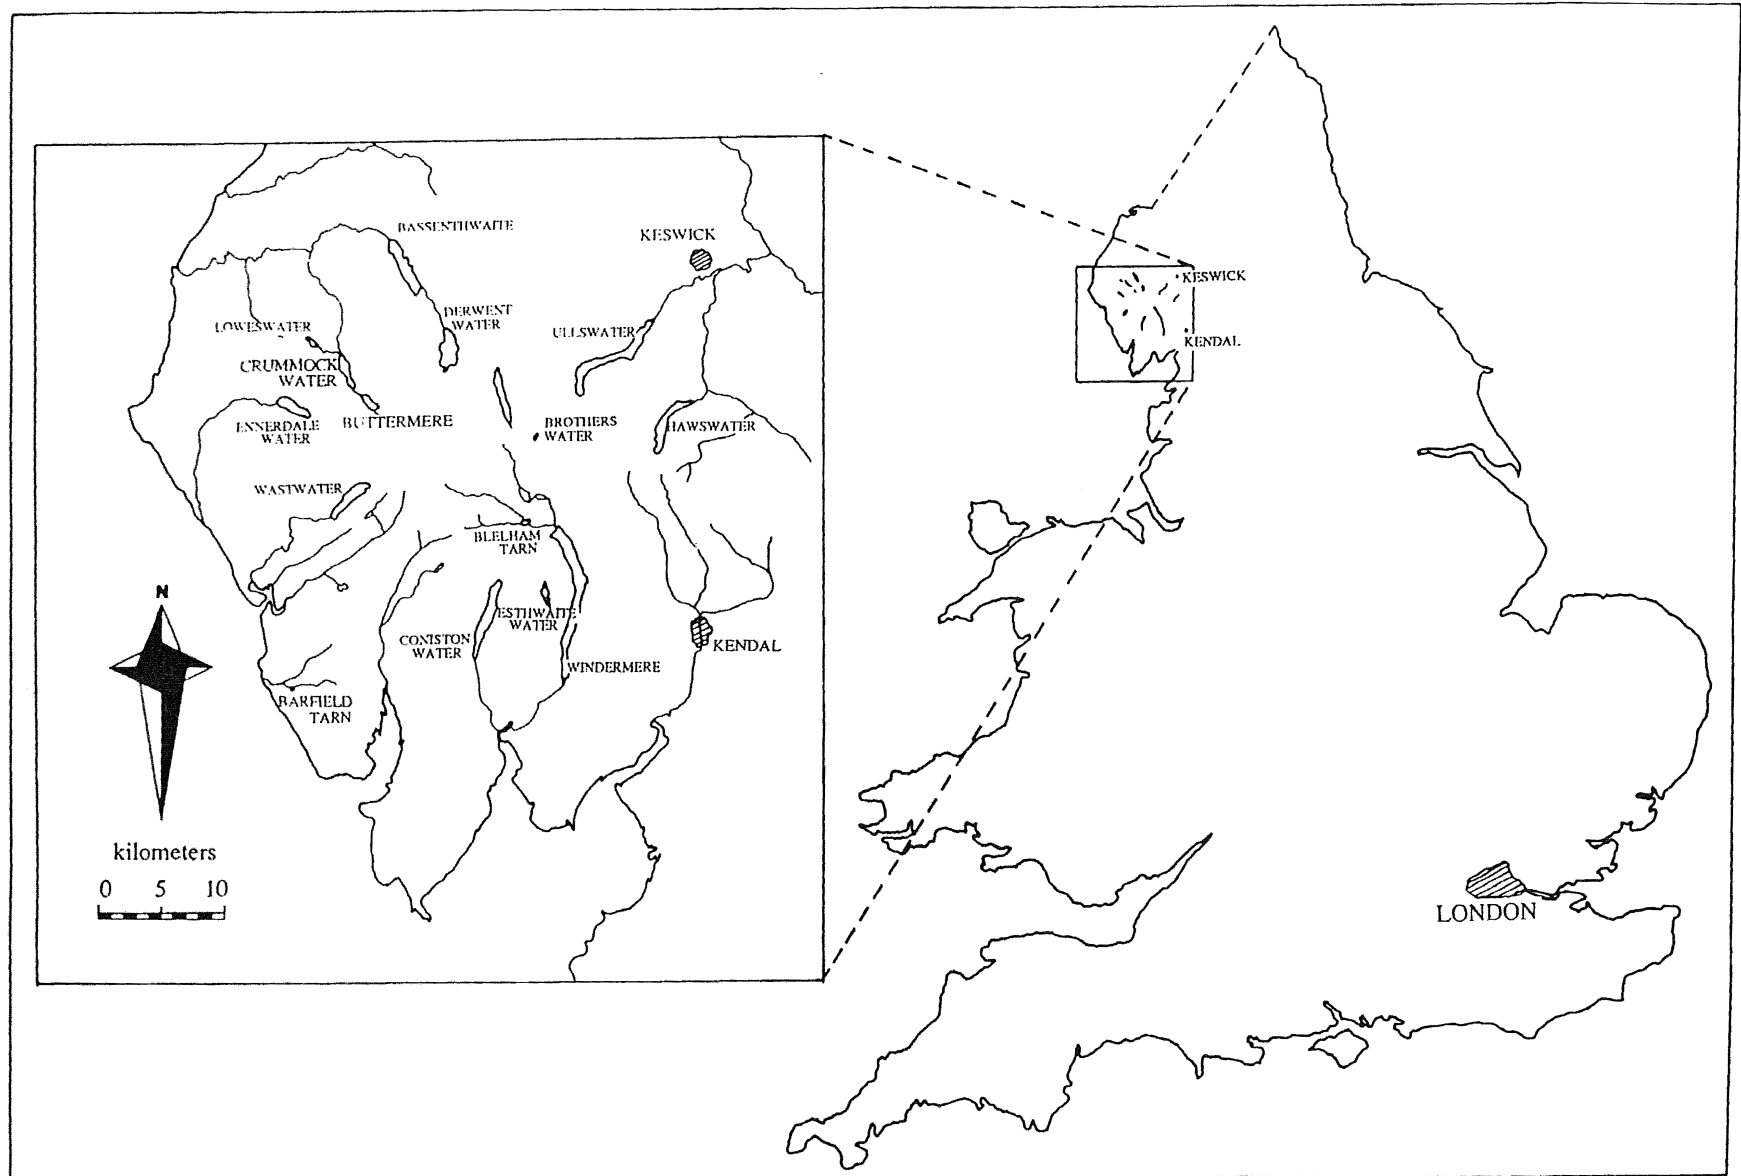 BASSENTHWAITE
KESWICK
DERWENT
WATER
LOWESWATER
ULLSWATER
CRUMMOCK
WATER
BUTTERMERE
ENNERDALE
WATER
BROTHERS
WATER
HAWSWATER
WASTWATER
BLELHAM
TARN
N
ESTHWAITE
WATER
CONISTON
WATER
KENDAL
WINDERMERE
BARFIELD
TARN
kilometers
0 5 10
KESWICK
KENDAL
LONDON